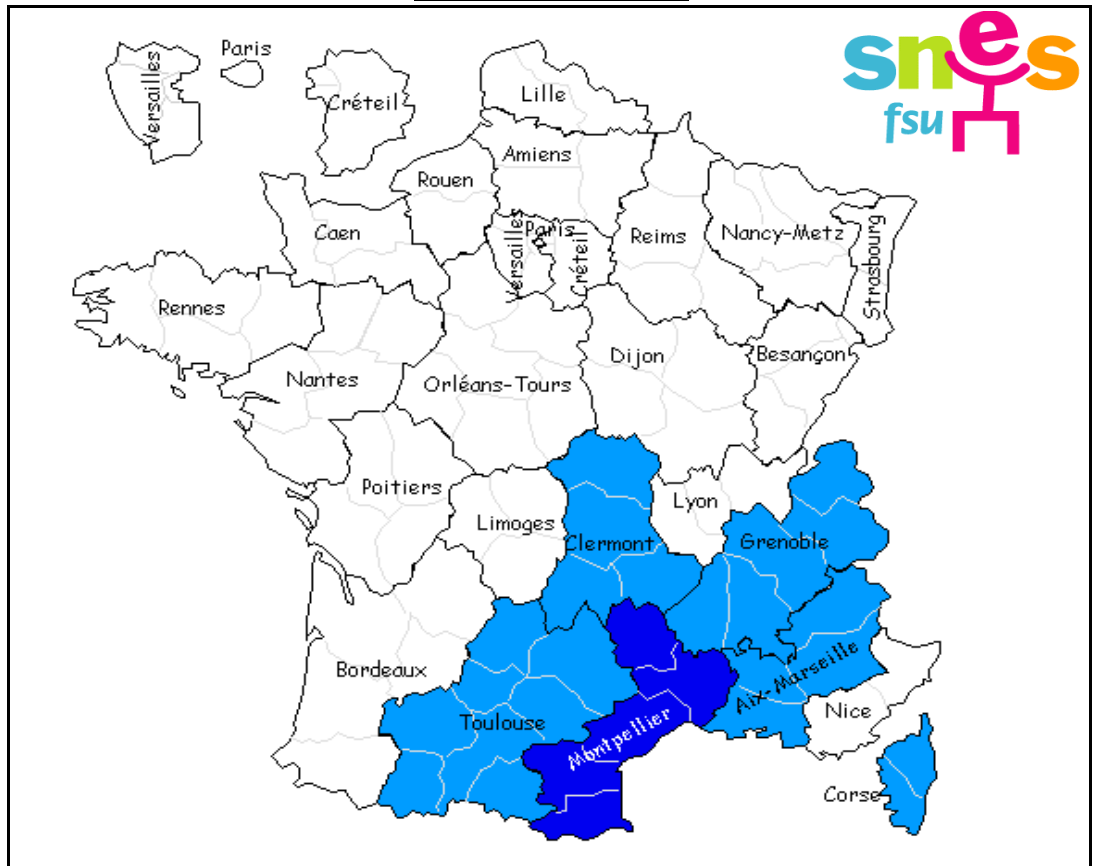 snes
fsu
Paris
Versailles
Créteil
Lille
Amiens
Rouen
Caen
Versailles
Paris
Créteil
Reims
Nancy-Metz
Strasbourg
Rennes
Nantes
Orléans-Tours
Dijon
Besançon
Poitiers
Limoges
Clermont
Lyon
Grenoble
Bordeaux
Toulouse
Montpellier
Aix-Marseille
Nice
Corse